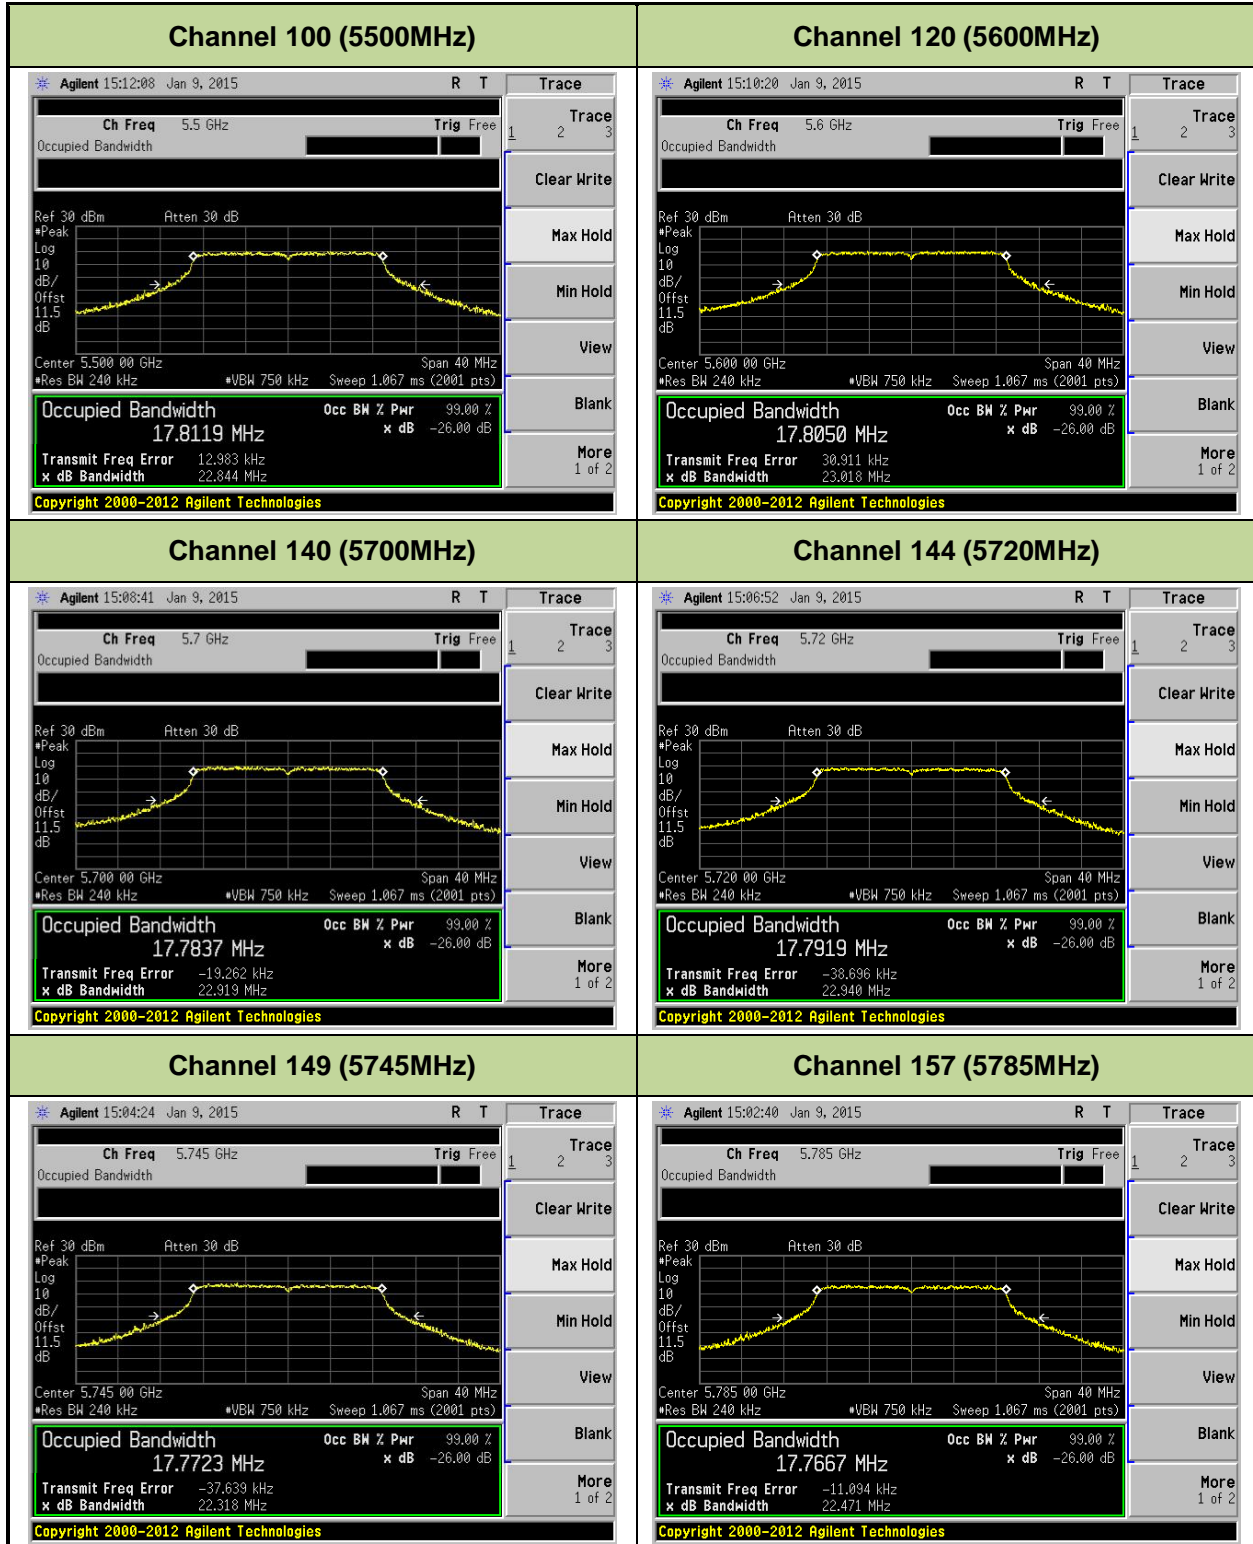 Channel 100 (5500MHz)
Agilent 15:12:08 Jan 9, 2015 R T
Ch Freq 5.5 GHz Trig Free
Occupied Bandwidth
Ref 30 dBm Atten 30 dB
#Peak
Log
10
dB/
Offst
11.5
dB
Center 5.500 00 GHz Span 40 MHz
#Res BW 240 kHz #VBW 750 kHz Sweep 1.067 ms (2001 pts)
Occupied Bandwidth Occ BW % Pwr 99.00 %
17.8119 MHz x dB -26.00 dB
Transmit Freq Error 12.983 kHz
x dB Bandwidth 22.844 MHz
Copyright 2000-2012 Agilent Technologies
Trace
Trace
1 2 3
Clear Write
Max Hold
Min Hold
View
Blank
More
1 of 2
Channel 120 (5600MHz)
Agilent 15:10:20 Jan 9, 2015 R T
Ch Freq 5.6 GHz Trig Free
Occupied Bandwidth
Ref 30 dBm Atten 30 dB
#Peak
Log
10
dB/
Offst
11.5
dB
Center 5.600 00 GHz Span 40 MHz
#Res BW 240 kHz #VBW 750 kHz Sweep 1.067 ms (2001 pts)
Occupied Bandwidth Occ BW % Pwr 99.00 %
17.8050 MHz x dB -26.00 dB
Transmit Freq Error 30.911 kHz
x dB Bandwidth 23.018 MHz
Copyright 2000-2012 Agilent Technologies
Trace
Trace
1 2 3
Clear Write
Max Hold
Min Hold
View
Blank
More
1 of 2
Channel 140 (5700MHz)
Agilent 15:08:41 Jan 9, 2015 R T
Ch Freq 5.7 GHz Trig Free
Occupied Bandwidth
Ref 30 dBm Atten 30 dB
#Peak
Log
10
dB/
Offst
11.5
dB
Center 5.700 00 GHz Span 40 MHz
#Res BW 240 kHz #VBW 750 kHz Sweep 1.067 ms (2001 pts)
Occupied Bandwidth Occ BW % Pwr 99.00 %
17.7837 MHz x dB -26.00 dB
Transmit Freq Error -19.262 kHz
x dB Bandwidth 22.919 MHz
Copyright 2000-2012 Agilent Technologies
Trace
Trace
1 2 3
Clear Write
Max Hold
Min Hold
View
Blank
More
1 of 2
Channel 144 (5720MHz)
Agilent 15:06:52 Jan 9, 2015 R T
Ch Freq 5.72 GHz Trig Free
Occupied Bandwidth
Ref 30 dBm Atten 30 dB
#Peak
Log
10
dB/
Offst
11.5
dB
Center 5.720 00 GHz Span 40 MHz
#Res BW 240 kHz #VBW 750 kHz Sweep 1.067 ms (2001 pts)
Occupied Bandwidth Occ BW % Pwr 99.00 %
17.7919 MHz x dB -26.00 dB
Transmit Freq Error -38.696 kHz
x dB Bandwidth 22.940 MHz
Copyright 2000-2012 Agilent Technologies
Trace
Trace
1 2 3
Clear Write
Max Hold
Min Hold
View
Blank
More
1 of 2
Channel 149 (5745MHz)
Agilent 15:04:24 Jan 9, 2015 R T
Ch Freq 5.745 GHz Trig Free
Occupied Bandwidth
Ref 30 dBm Atten 30 dB
#Peak
Log
10
dB/
Offst
11.5
dB
Center 5.745 00 GHz Span 40 MHz
#Res BW 240 kHz #VBW 750 kHz Sweep 1.067 ms (2001 pts)
Occupied Bandwidth Occ BW % Pwr 99.00 %
17.7723 MHz x dB -26.00 dB
Transmit Freq Error -37.639 kHz
x dB Bandwidth 22.318 MHz
Copyright 2000-2012 Agilent Technologies
Trace
Trace
1 2 3
Clear Write
Max Hold
Min Hold
View
Blank
More
1 of 2
Channel 157 (5785MHz)
Agilent 15:02:40 Jan 9, 2015 R T
Ch Freq 5.785 GHz Trig Free
Occupied Bandwidth
Ref 30 dBm Atten 30 dB
#Peak
Log
10
dB/
Offst
11.5
dB
Center 5.785 00 GHz Span 40 MHz
#Res BW 240 kHz #VBW 750 kHz Sweep 1.067 ms (2001 pts)
Occupied Bandwidth Occ BW % Pwr 99.00 %
17.7667 MHz x dB -26.00 dB
Transmit Freq Error -11.094 kHz
x dB Bandwidth 22.471 MHz
Copyright 2000-2012 Agilent Technologies
Trace
Trace
1 2 3
Clear Write
Max Hold
Min Hold
View
Blank
More
1 of 2